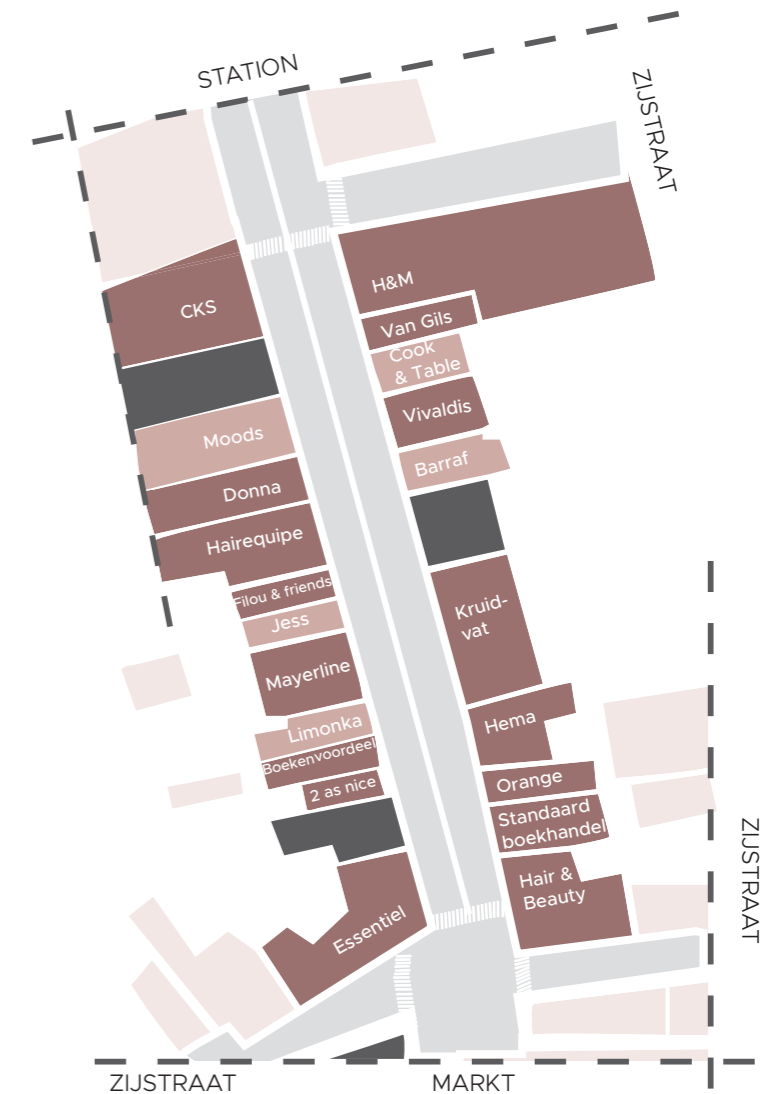 STATION
ZIJSTRAAT
CKS
Moods
Donna
Hairequipe
Filou & friends
Jess
Mayerline
Limonka
Boekenvoordeel
2 as nice
Essentiel
H&M
Van Gils
Cook
& Table
Vivaldis
Barraf
Kruid-
vat
Hema
Orange
Standaard
boekhandel
Hair &
Beauty
ZIJSTRAAT
ZIJSTRAAT
MARKT